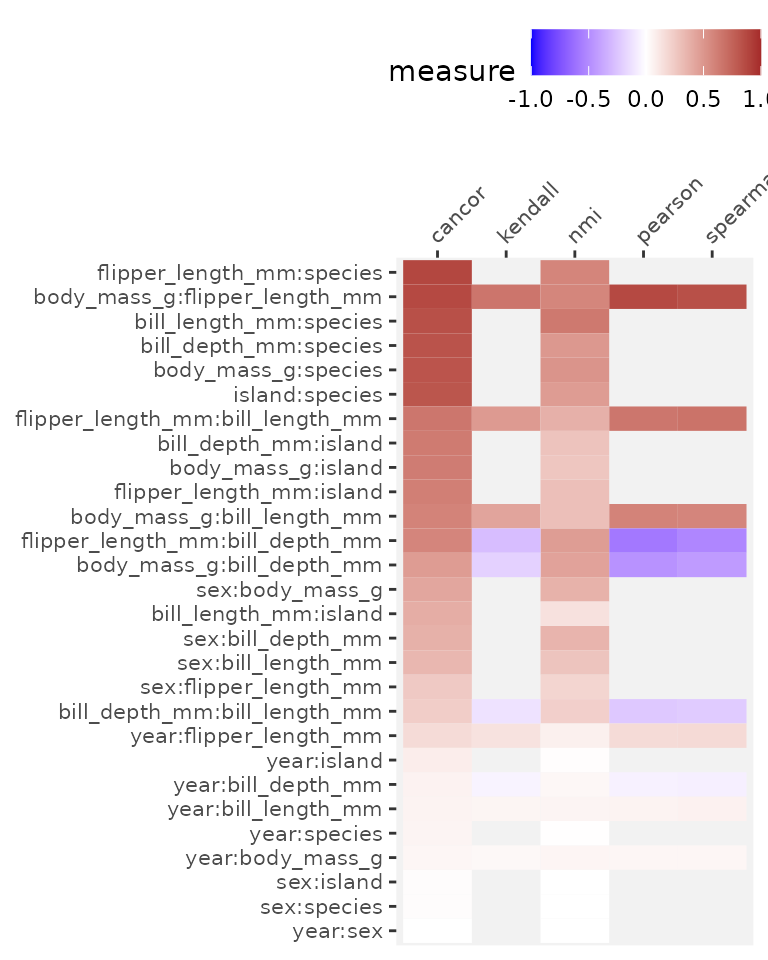 measure
-1.0 -0.5 0.0 0.5 1.0
cancor kendall nmi pearson spearma
flipper_length_mm:species
body_mass_g:flipper_length_mm
bill_length_mm:species
bill_depth_mm:species
body_mass_g:species
island:species
flipper_length_mm:bill_length_mm
bill_depth_mm:island
body_mass_g:island
flipper_length_mm:island
body_mass_g:bill_length_mm
flipper_length_mm:bill_depth_mm
body_mass_g:bill_depth_mm
sex:body_mass_g
bill_length_mm:island
sex:bill_depth_mm
sex:bill_length_mm
sex:flipper_length_mm
bill_depth_mm:bill_length_mm
year:flipper_length_mm
year:island
year:bill_depth_mm
year:bill_length_mm
year:species
year:body_mass_g
sex:island
sex:species
year:sex